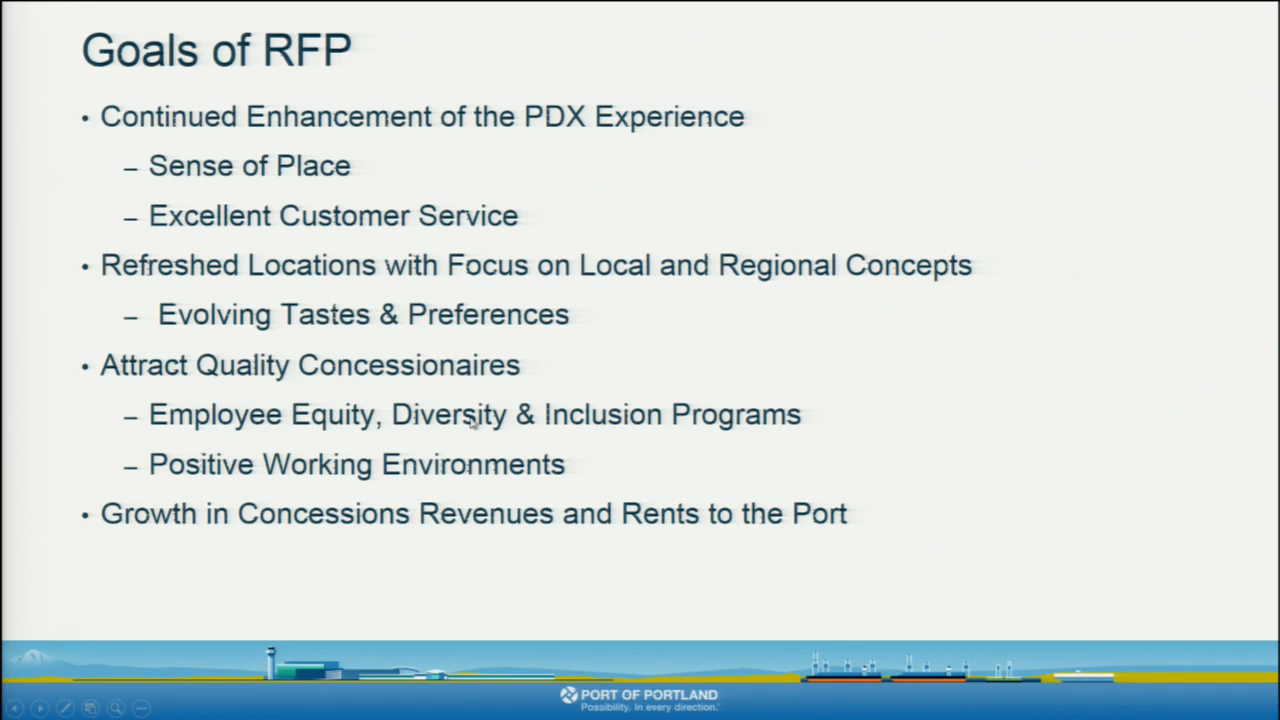 Goals of RFP
• Continued Enhancement of the PDX Experience
– Sense of Place
– Excellent Customer Service
• Refreshed Locations with Focus on Local and Regional Concepts
– Evolving Tastes & Preferences
• Attract Quality Concessionaires
– Employee Equity, Diversity & Inclusion Programs
– Positive Working Environments
• Growth in Concessions Revenues and Rents to the Port
PORT OF PORTLAND
Possibility. In every direction.